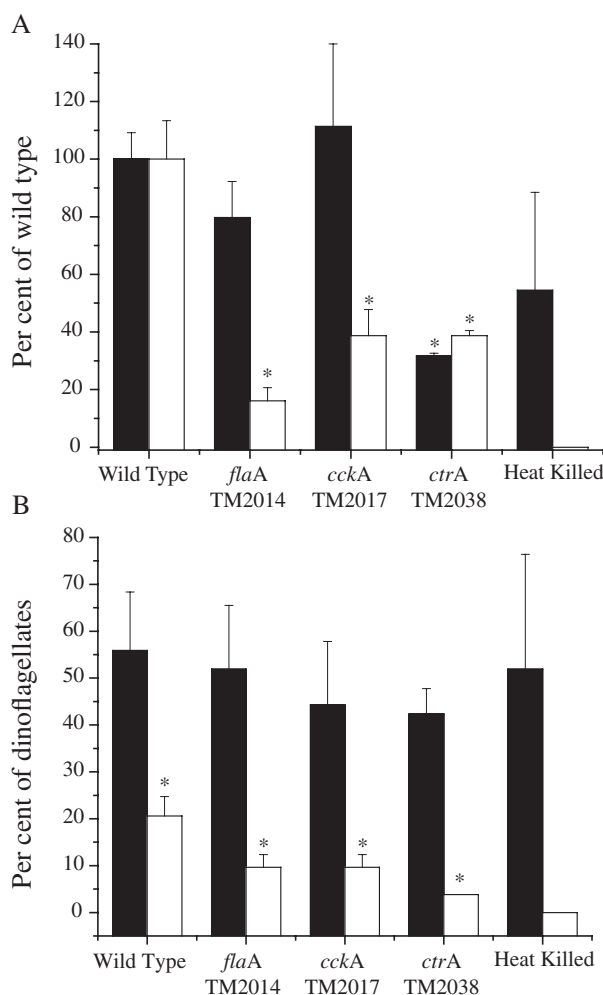 A
Per cent of wild type
140
120
100
80
60
40
20
0
* * * *
Wild Type flaA cckA ctrA Heat Killed
TM2014 TM2017 TM2038
B
Per cent of dinoflagellates
80
70
60
50
40
30
20
10
0
* * * *
Wild Type flaA cckA ctrA Heat Killed
TM2014 TM2017 TM2038